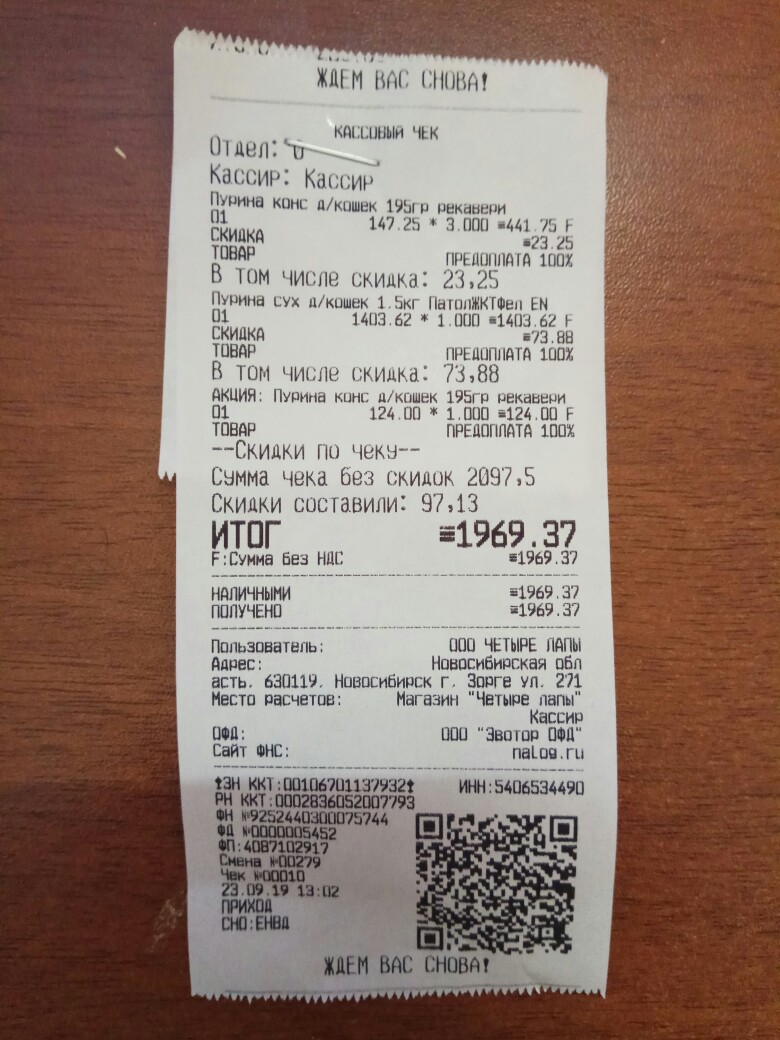 ЖДЕМ ВАС СНОВА!
КАССОВЫЙ ЧЕК
Отдел: 0
Кассир: Кассир
Пурина конс д/кошек 195гр рекавери
01 147.25 * 3.000 ≡441.75 F
СКИДКА ≡23.25
ТОВАР ПРЕДОПЛАТА 100%
В том числе скидка: 23,25
Пурина сух д/кошек 1.5кг ПатолЖКТФел EN
01 1403.62 * 1.000 ≡1403.62 F
СКИДКА ≡73.88
ТОВАР ПРЕДОПЛАТА 100%
В том числе скидка: 73,88
АКЦИЯ: Пурина конс д/кошек 195гр рекавери
01 124.00 * 1.000 ≡124.00 F
ТОВАР ПРЕДОПЛАТА 100%
--Скидки по чеку--
Сумма чека без скидок 2097,5
Скидки составили: 97,13
ИТОГ ≡1969.37
F:Сумма без НДС ≡1969.37
НАЛИЧНЫМИ ≡1969.37
ПОЛУЧЕНО ≡1969.37
Пользователь: ООО ЧЕТЫРЕ ЛАПЫ
Адрес: Новосибирская обл
асть. 630119. Новосибирск г. Зорге ул. 271
Место расчетов: Магазин "Четыре лапы"
Кассир
ОФД: ООО "Эвотор ОФД"
Сайт ФНС: nalog.ru
ЗН ККТ:00106701137932 ИНН:5406534490
РН ККТ:0002836052007793
ФН №9252440300075744
ФД №0000005452
ФП:4087102917
Смена №00279
Чек №00010
23.09.19 13:02
ПРИХОД
СНО:ЕНВД
ЖДЕМ ВАС СНОВА!